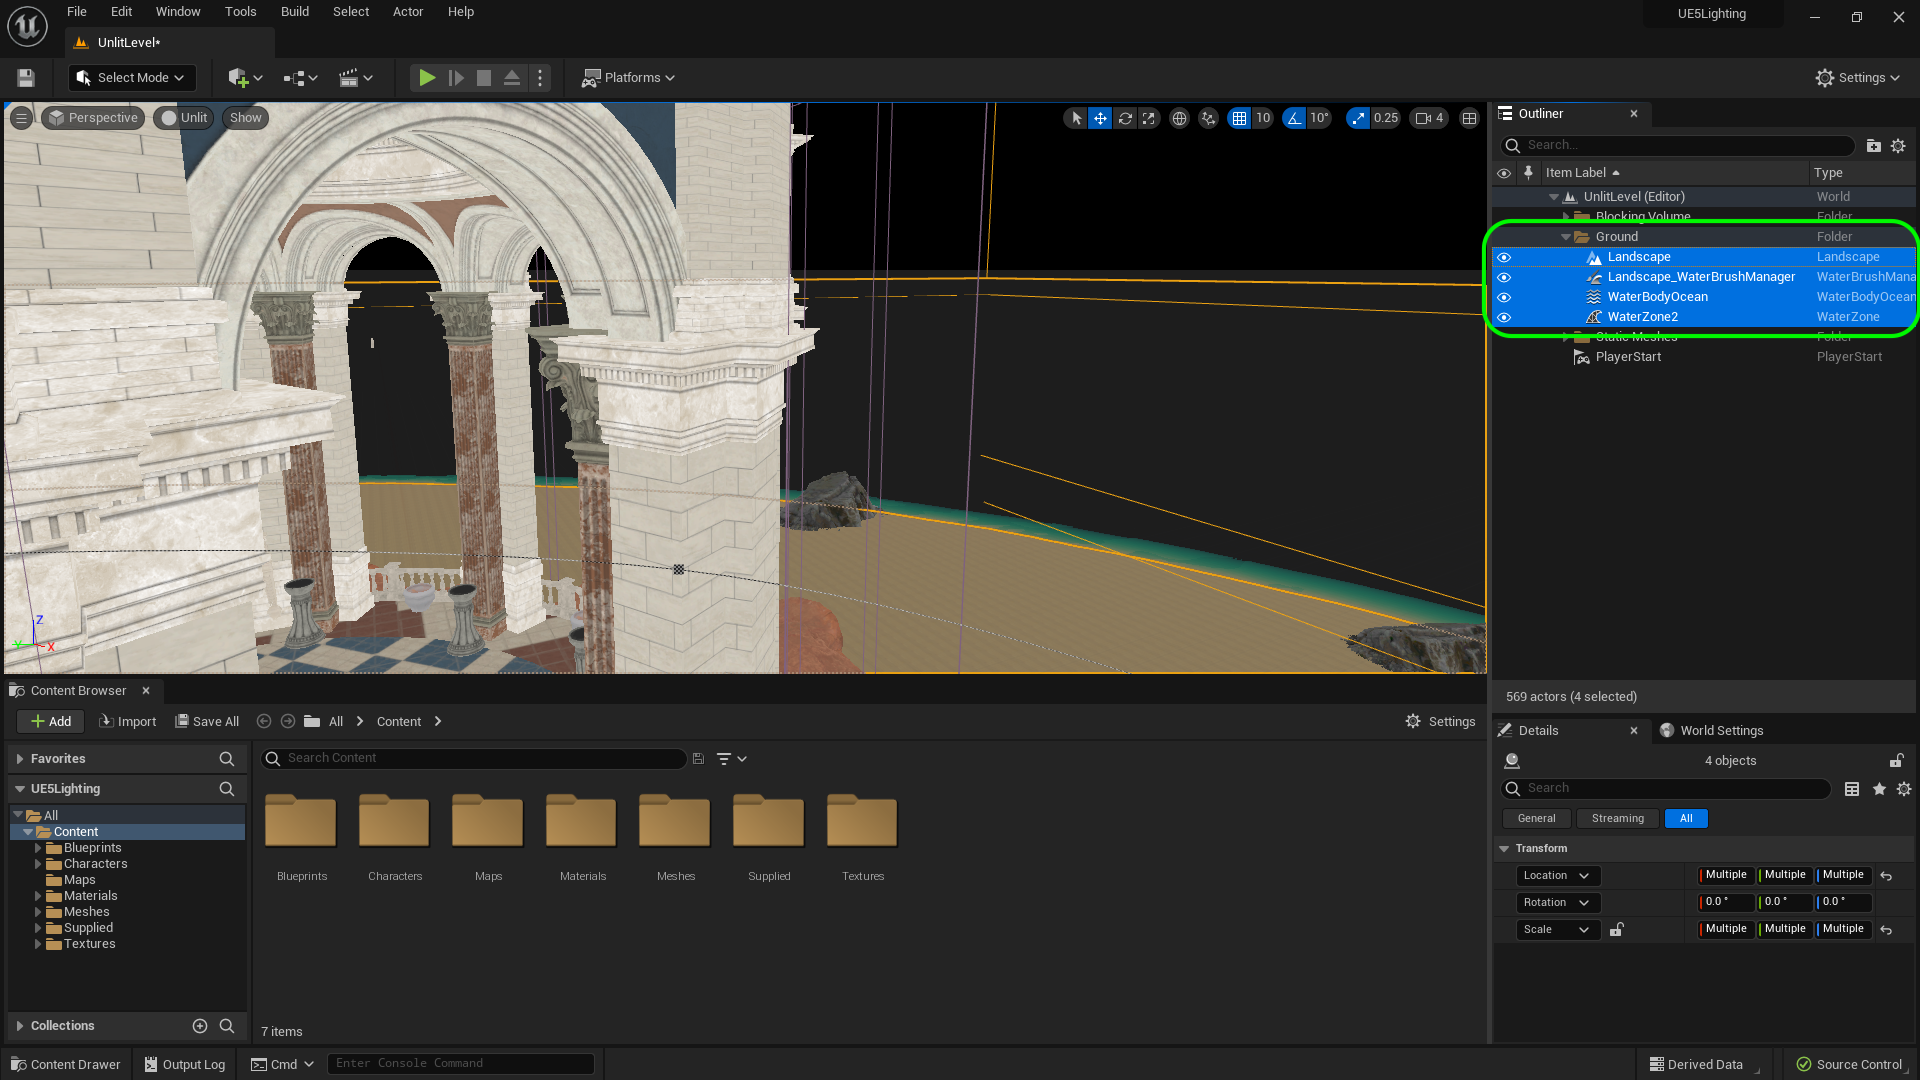 File Edit Window Tools Build Select Actor Help
UE5Lighting
UnlitLevel*
Select Mode
Platforms
Settings
Perspective
Unlit
Show
10
10°
0.25
4
Z
Y
X
Outliner
Search...
Item Label
Type
UnlitLevel (Editor) World
Blocking Volume Folder
Ground Folder
Landscape Landscape
Landscape_WaterBrushManager WaterBrushMana
WaterBodyOcean WaterBodyOcean
WaterZone2 WaterZone
Static Meshes Folder
PlayerStart PlayerStart
569 actors (4 selected)
Details
World Settings
4 objects
Search
General Streaming All
Transform
Location Multiple Multiple Multiple
Rotation 0.0 ° 0.0 ° 0.0 °
Scale Multiple Multiple Multiple
Content Browser
Add Import Save All All Content Settings
Favorites
Search Content
UE5Lighting
All
Content
Blueprints
Characters
Maps
Materials
Meshes
Supplied
Textures
Blueprints Characters Maps Materials Meshes Supplied Textures
Collections
7 items
Content Drawer Output Log Cmd Enter Console Command Derived Data Source Control